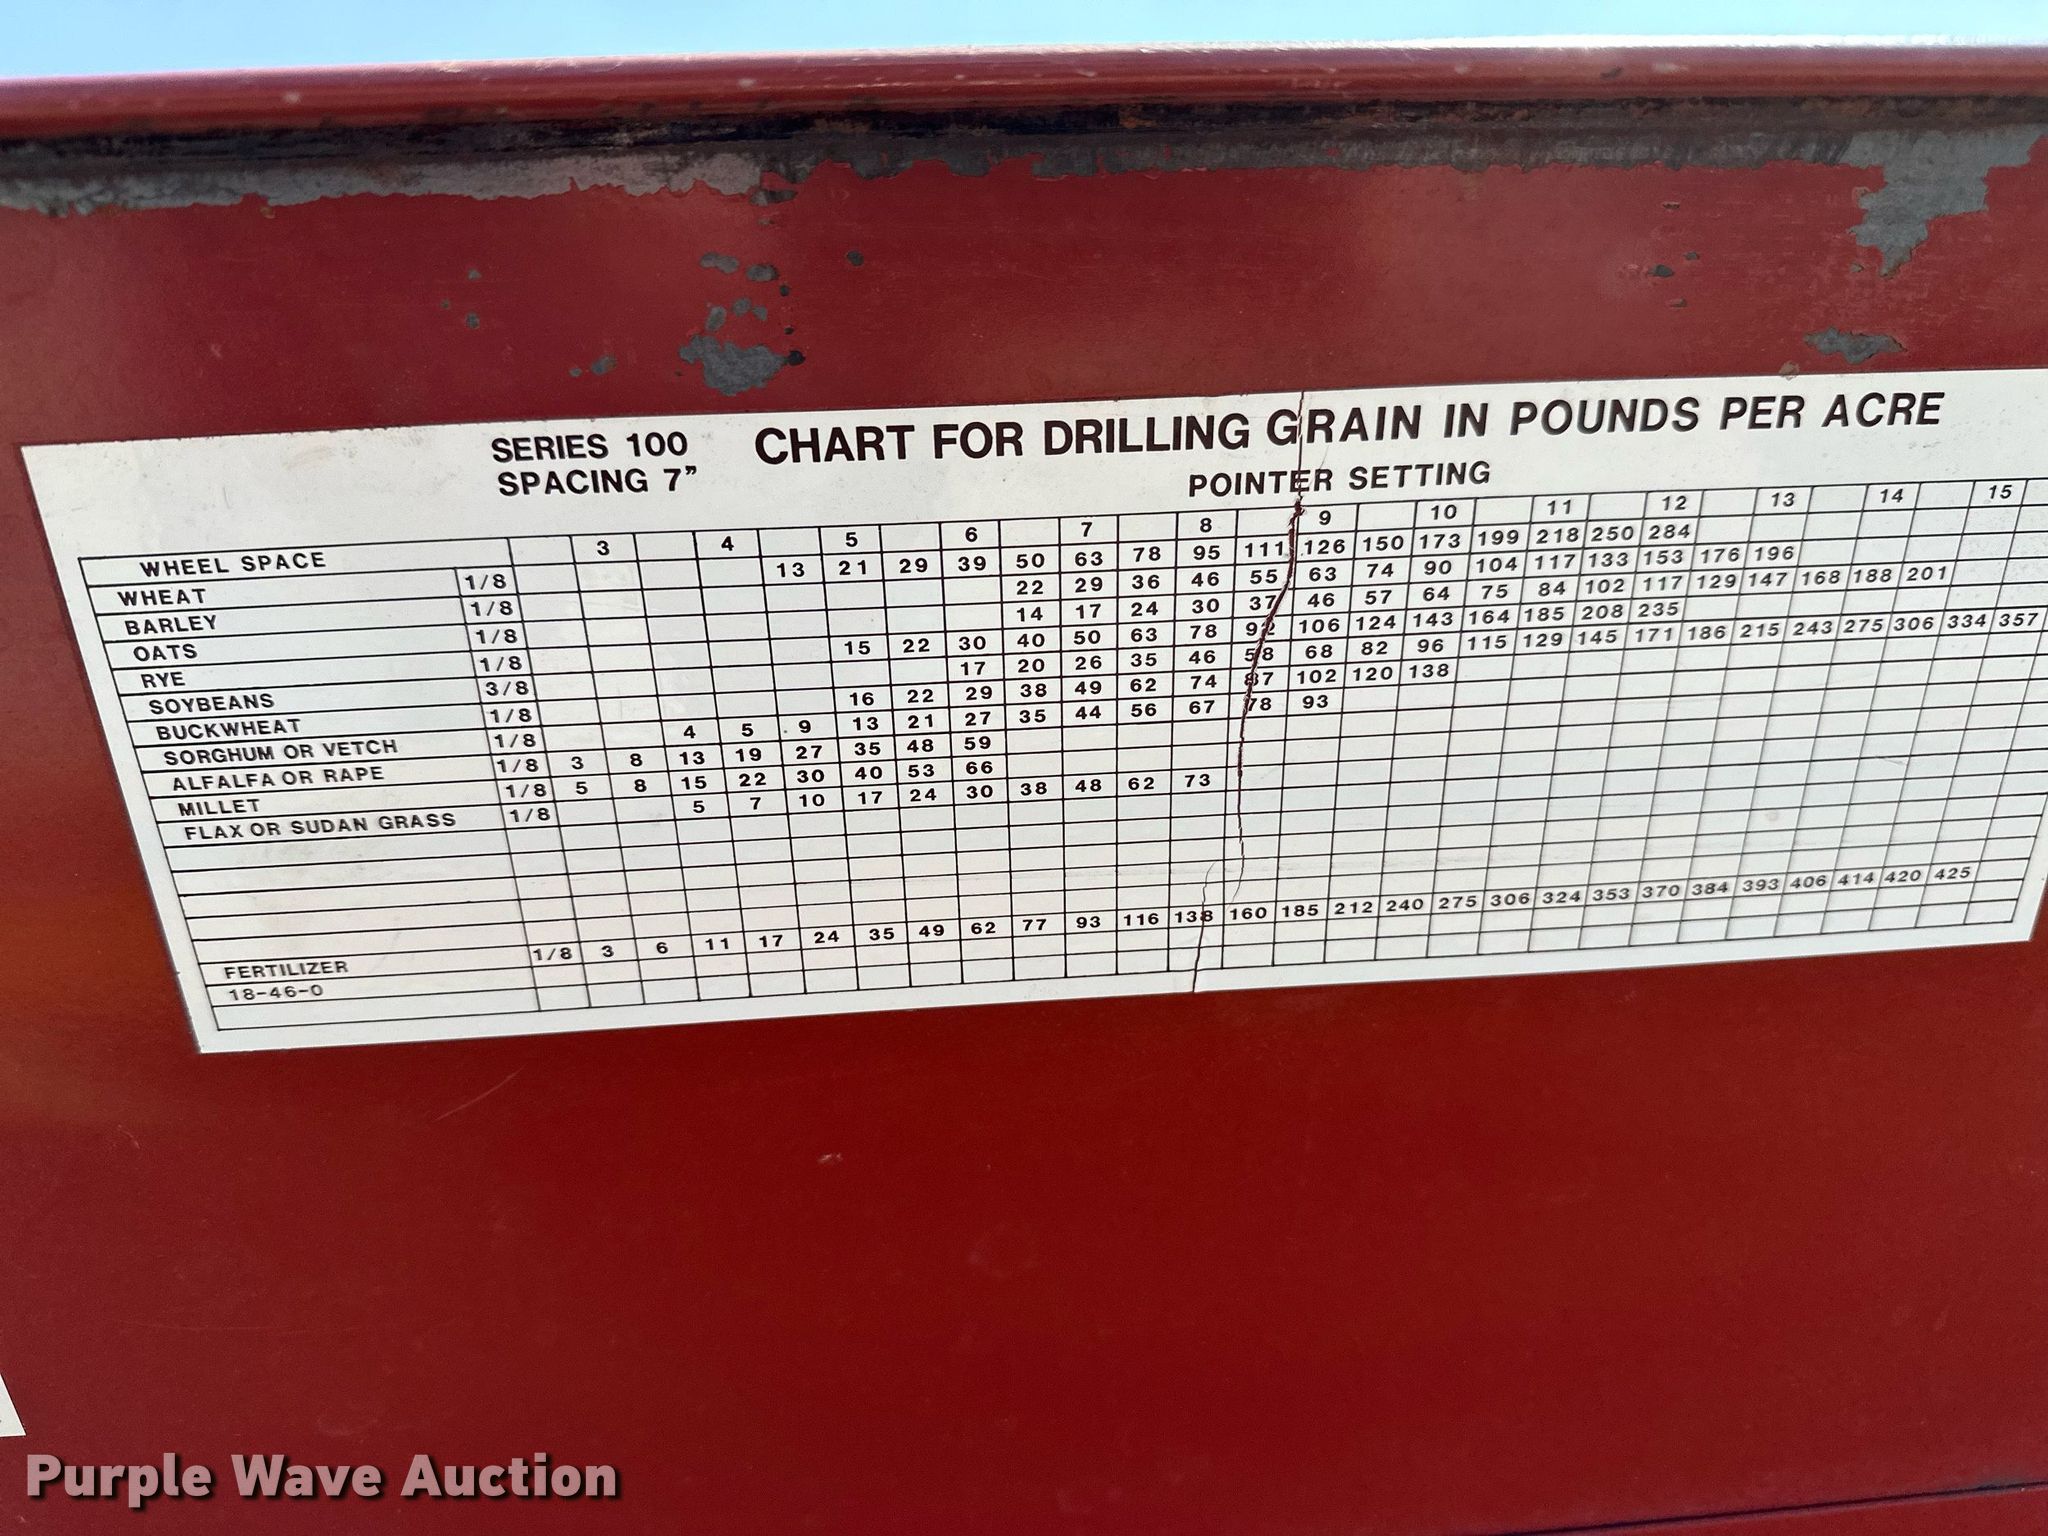 SERIES 100
SPACING 7"
CHART FOR DRILLING GRAIN IN POUNDS PER ACRE
POINTER SETTING
WHEEL SPACE 3 4 5 6 7 8 9 10 11 12 13 14 15
WHEAT 1/8 13 21 29 39 50 63 78 95 111 126 150 173 199 218 250 284
BARLEY 1/8 22 29 36 46 55 63 74 90 104 117 133 153 176 196
OATS 1/8 14 17 24 30 37 46 57 64 75 84 102 117 129 147 168 188 201
RYE 1/8 15 22 30 40 50 63 78 92 106 124 143 164 185 208 235
SOYBEANS 3/8 17 20 26 35 46 58 68 82 96 115 129 145 171 186 215 243 275 306 334 357
BUCKWHEAT 1/8 16 22 29 38 49 62 74 87 102 120 138
SORGHUM OR VETCH 1/8 4 5 9 13 21 27 35 44 56 67 78 93
ALFALFA OR RAPE 1/8 3 8 13 19 27 35 48 59
MILLET 1/8 5 8 15 22 30 40 53 66
FLAX OR SUDAN GRASS 1/8 5 7 10 17 24 30 38 48 62 73
FERTILIZER 1/8 3 6 11 17 24 35 49 62 77 93 116 138 160 185 212 240 275 306 324 353 370 384 393 406 414 420 425
18-46-0
Purple Wave Auction